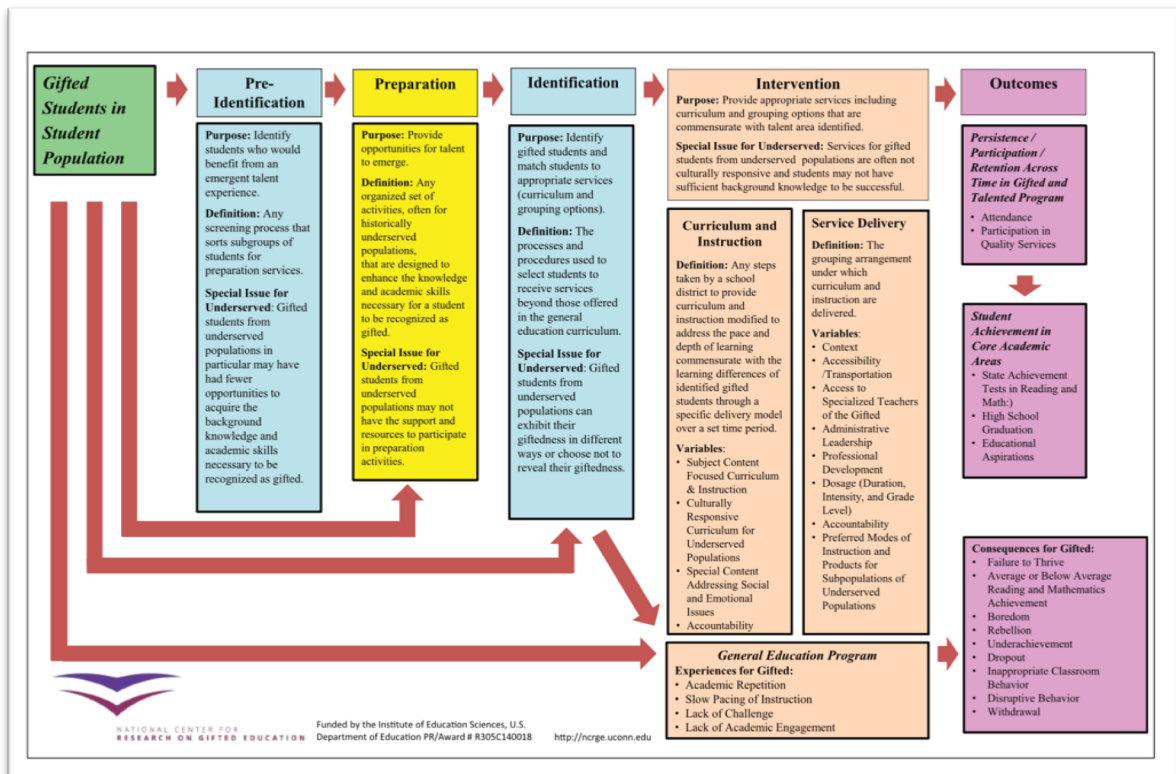 Gifted
Students in
Student
Population
Pre-
Identification
Purpose: Identify
students who would
benefit from an
emergent talent
experience.
Definition: Any
screening process that
sorts subgroups of
students for
preparation services.
Special Issue for
Underserved: Gifted
students from
underserved
populations in
particular may have
had fewer
opportunities to
acquire the
background
knowledge and
academic skills
necessary to be
recognized as gifted.
Preparation
Purpose: Provide
opportunities for talent
to emerge.
Definition: Any
organized set of
activities, often for
historically
underserved
populations,
that are designed to
enhance the knowledge
and academic skills
necessary for a student
to be recognized as
gifted.
Special Issue for
Underserved: Gifted
students from
underserved
populations may not
have the support and
resources to participate
in preparation
activities.
Identification
Purpose: Identify
gifted students and
match students to
appropriate services
(curriculum and
grouping options).
Definition: The
processes and
procedures used to
select students to
receive services
beyond those offered
in the general
education curriculum.
Special Issue for
Underserved: Gifted
students from
underserved
populations can
exhibit their
giftedness in different
ways or choose not to
reveal their giftedness.
Intervention
Purpose: Provide appropriate services including
curriculum and grouping options that are
commensurate with talent area identified.
Special Issue for Underserved: Services for gifted
students from underserved populations are often not
culturally responsive and students may not have
sufficient background knowledge to be successful.
Curriculum and
Instruction
Definition: Any steps
taken by a school
district to provide
curriculum and
instruction modified to
address the pace and
depth of learning
commensurate with the
learning differences of
identified gifted
students through a
specific delivery model
over a set time period.
Variables:
• Subject Content
Focused Curriculum
& Instruction
• Culturally
Responsive
Curriculum for
Underserved
Populations
• Special Content
Addressing Social
and Emotional
Issues
• Accountability
Service Delivery
Definition: The
grouping arrangement
under which
curriculum and
instruction are
delivered.
Variables:
• Context
• Accessibility
/Transportation
• Access to
Specialized Teachers
of the Gifted
• Administrative
Leadership
• Professional
Development
• Dosage (Duration,
Intensity, and Grade
Level)
• Accountability
• Preferred Modes of
Instruction and
Products for
Subpopulations of
Underserved
Populations
General Education Program
Experiences for Gifted:
• Academic Repetition
• Slow Pacing of Instruction
• Lack of Challenge
• Lack of Academic Engagement
Outcomes
Persistence /
Participation /
Retention Across
Time in Gifted and
Talented Program
• Attendance
• Participation in
Quality Services
Student
Achievement in
Core Academic
Areas
• State Achievement
Tests in Reading and
Math:)
• High School
Graduation
• Educational
Aspirations
Consequences for Gifted:
• Failure to Thrive
• Average or Below Average
Reading and Mathematics
Achievement
• Boredom
• Rebellion
• Underachievement
• Dropout
• Inappropriate Classroom
Behavior
• Disruptive Behavior
• Withdrawal
NATIONAL CENTER FOR
RESEARCH ON GIFTED EDUCATION
Funded by the Institute of Education Sciences, U.S.
Department of Education PR/Award # R305C140018
http://ncrge.uconn.edu